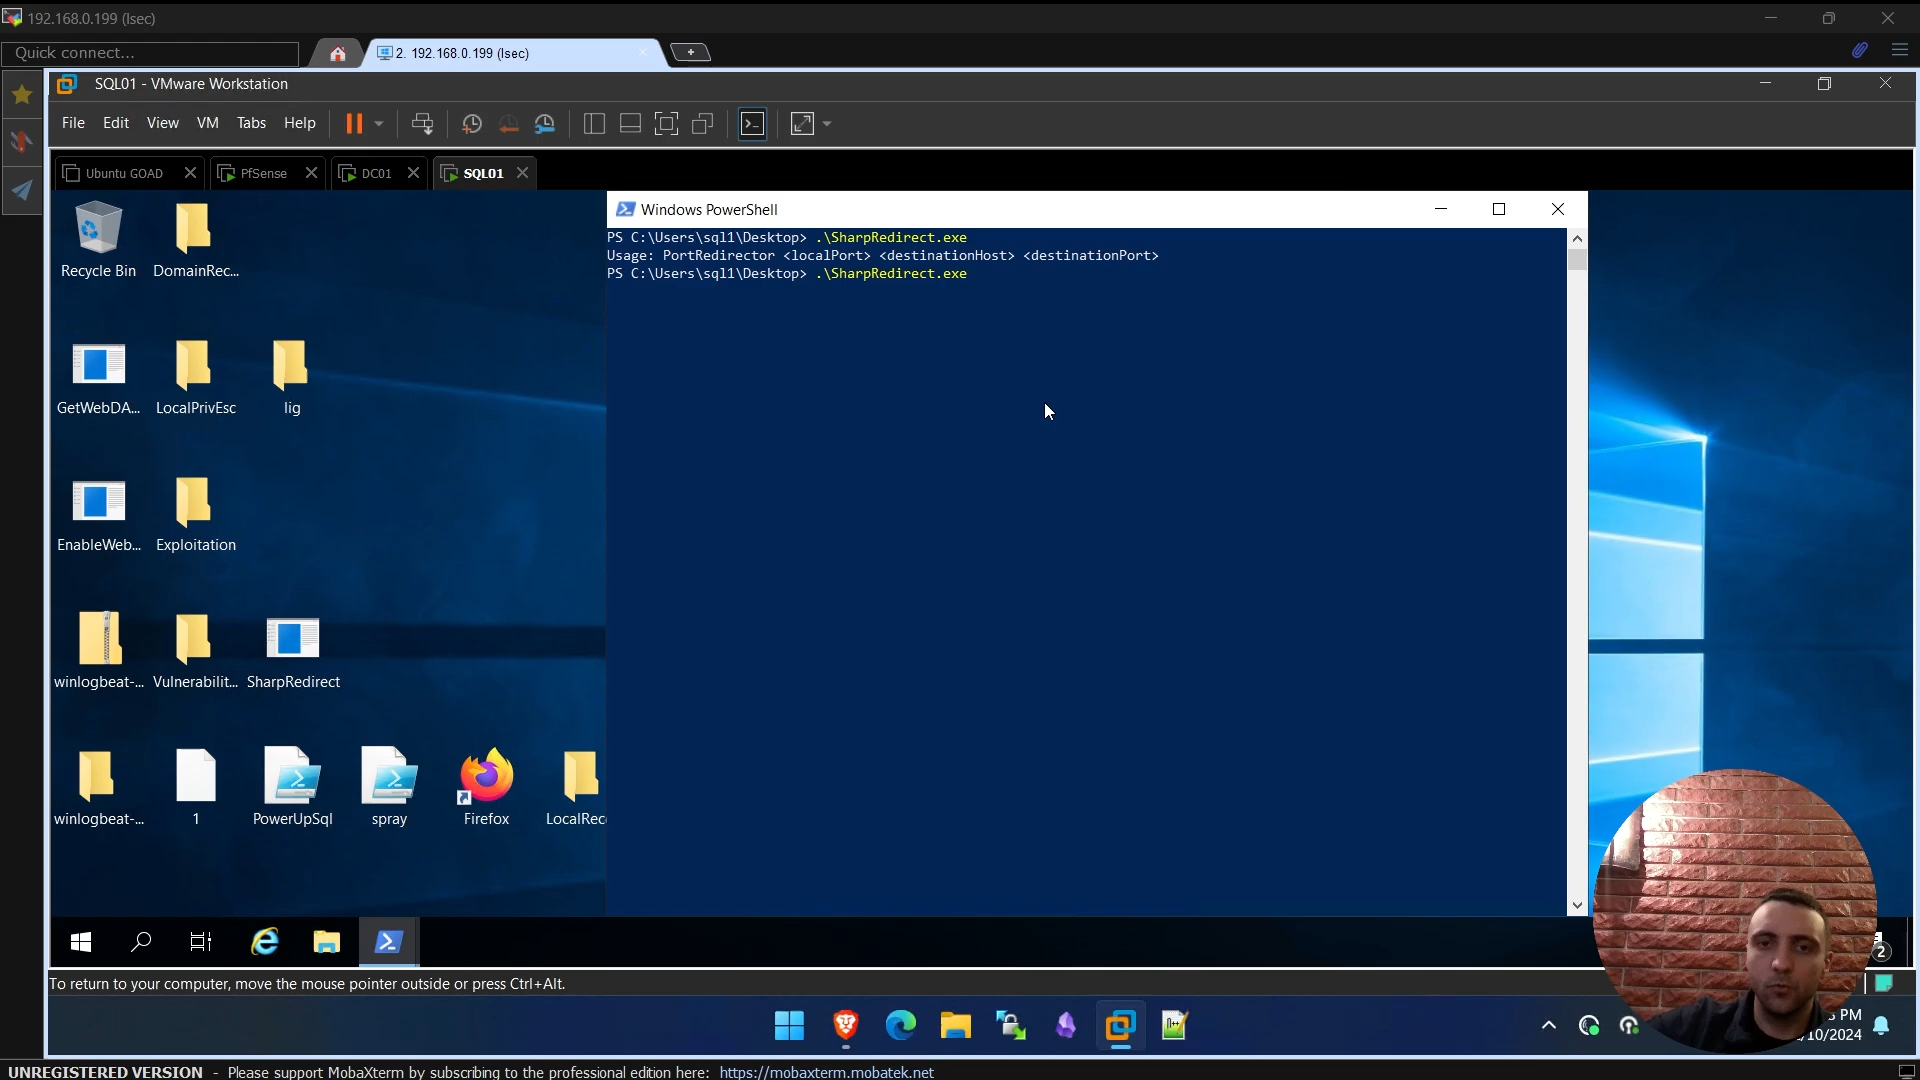 192.168.0.199 (lsec)
Quick connect...
2. 192.168.0.199 (lsec)
SQL01 - VMware Workstation
File Edit View VM Tabs Help
Ubuntu GOAD
PfSense
DC01
SQL01
Windows PowerShell
PS C:\Users\sql1\Desktop> .\SharpRedirect.exe
Usage: PortRedirector <localPort> <destinationHost> <destinationPort>
PS C:\Users\sql1\Desktop> .\SharpRedirect.exe
Recycle Bin
DomainRec...
GetWebDA...
LocalPrivEsc
lig
EnableWeb...
Exploitation
winlogbeat-...
Vulnerabilit...
SharpRedirect
winlogbeat-...
1
PowerUpSql
spray
Firefox
LocalRec
2
To return to your computer, move the mouse pointer outside or press Ctrl+Alt.
PM
/10/2024
UNREGISTERED VERSION - Please support MobaXterm by subscribing to the professional edition here: https://mobaxterm.mobatek.net